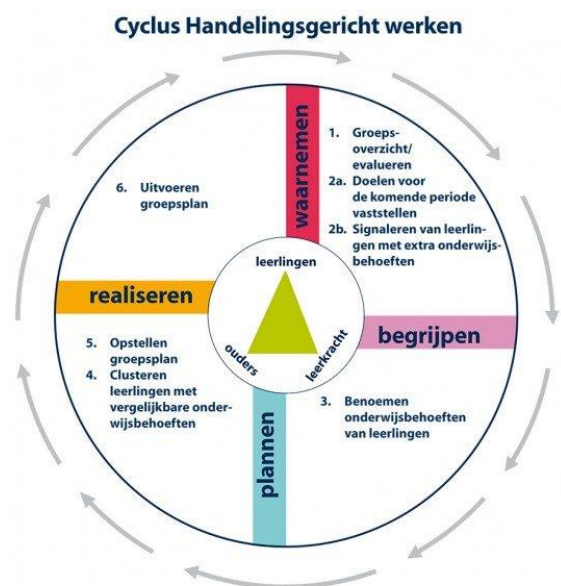 Cyclus Handelingsgericht werken
waarnemen
1. Groeps-
overzicht/
evalueren
2a. Doelen voor
de komende periode
vaststellen
2b. Signaleren van leerlin-
gen met extra onderwijs-
behoeften
begrijpen
3. Benoemen
onderwijsbehoeften
van leerlingen
plannen
5. Opstellen
groepsplan
4. Clusteren
leerlingen met
vergelijkbare onder-
wijsbehoeften
realiseren
6. Uitvoeren
groepsplan
leerlingen
ouders
leerkracht